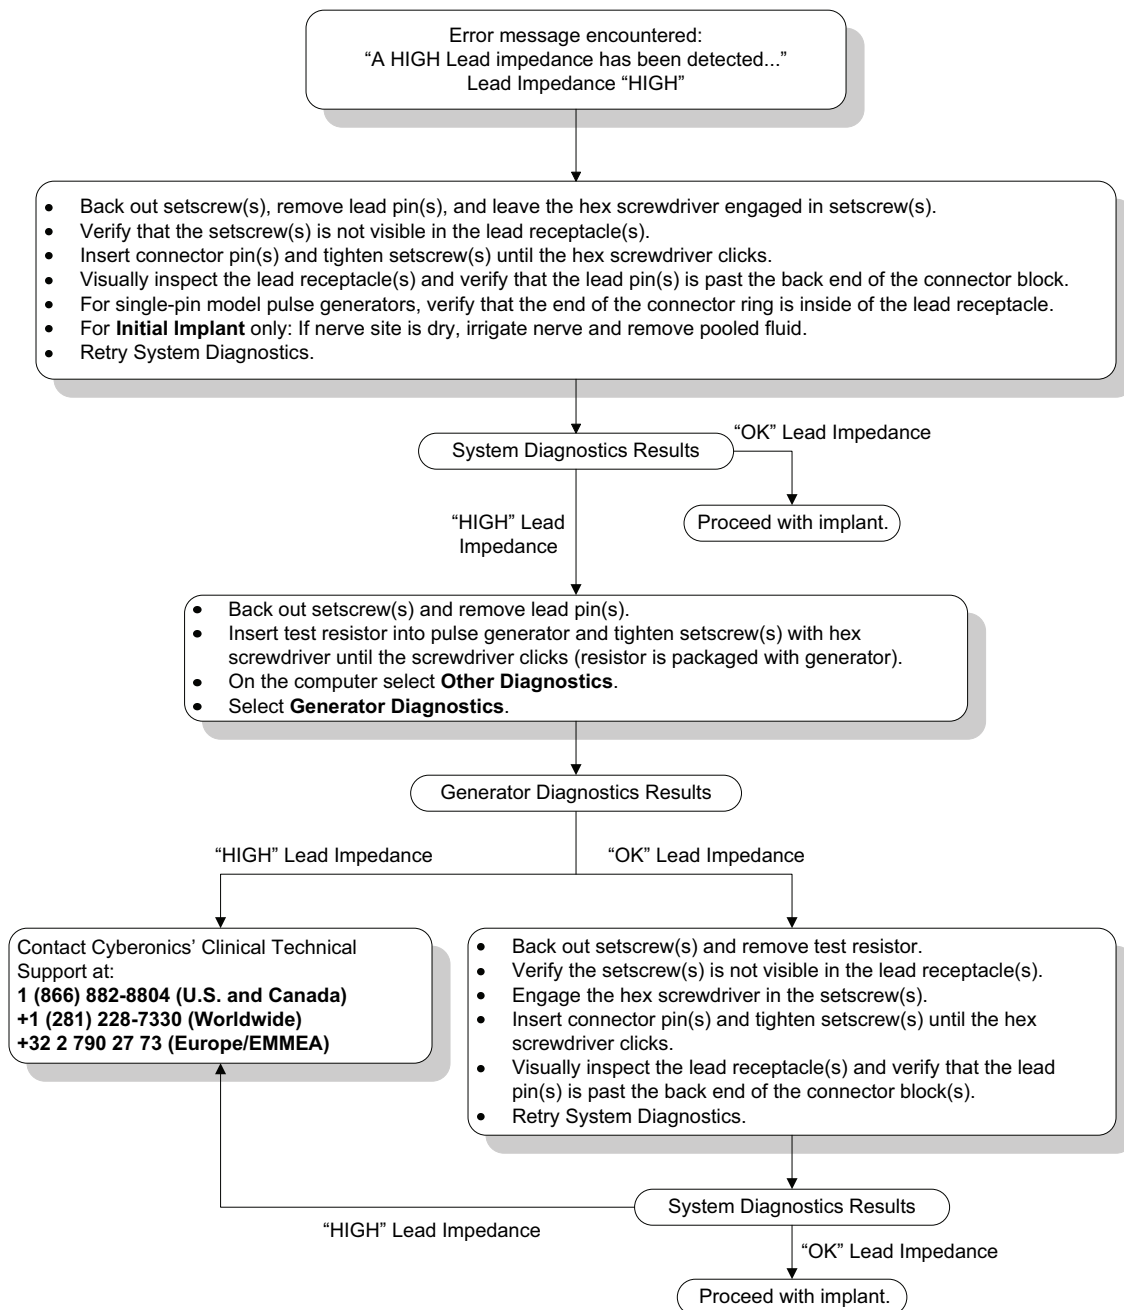 Error message encountered:
“A HIGH Lead impedance has been detected...”
Lead Impedance “HIGH”
• Back out setscrew(s), remove lead pin(s), and leave the hex screwdriver engaged in setscrew(s).
• Verify that the setscrew(s) is not visible in the lead receptacle(s).
• Insert connector pin(s) and tighten setscrew(s) until the hex screwdriver clicks.
• Visually inspect the lead receptacle(s) and verify that the lead pin(s) is past the back end of the connector block.
• For single-pin model pulse generators, verify that the end of the connector ring is inside of the lead receptacle.
• For Initial Implant only: If nerve site is dry, irrigate nerve and remove pooled fluid.
• Retry System Diagnostics.
System Diagnostics Results
“OK” Lead Impedance
Proceed with implant.
“HIGH” Lead
Impedance
• Back out setscrew(s) and remove lead pin(s).
• Insert test resistor into pulse generator and tighten setscrew(s) with hex
screwdriver until the screwdriver clicks (resistor is packaged with generator).
• On the computer select Other Diagnostics.
• Select Generator Diagnostics.
Generator Diagnostics Results
“HIGH” Lead Impedance
“OK” Lead Impedance
Contact Cyberonics’ Clinical Technical
Support at:
1 (866) 882-8804 (U.S. and Canada)
+1 (281) 228-7330 (Worldwide)
+32 2 790 27 73 (Europe/EMMEA)
• Back out setscrew(s) and remove test resistor.
• Verify the setscrew(s) is not visible in the lead receptacle(s).
• Engage the hex screwdriver in the setscrew(s).
• Insert connector pin(s) and tighten setscrew(s) until the hex
screwdriver clicks.
• Visually inspect the lead receptacle(s) and verify that the lead
pin(s) is past the back end of the connector block(s).
• Retry System Diagnostics.
System Diagnostics Results
“HIGH” Lead Impedance
“OK” Lead Impedance
Proceed with implant.